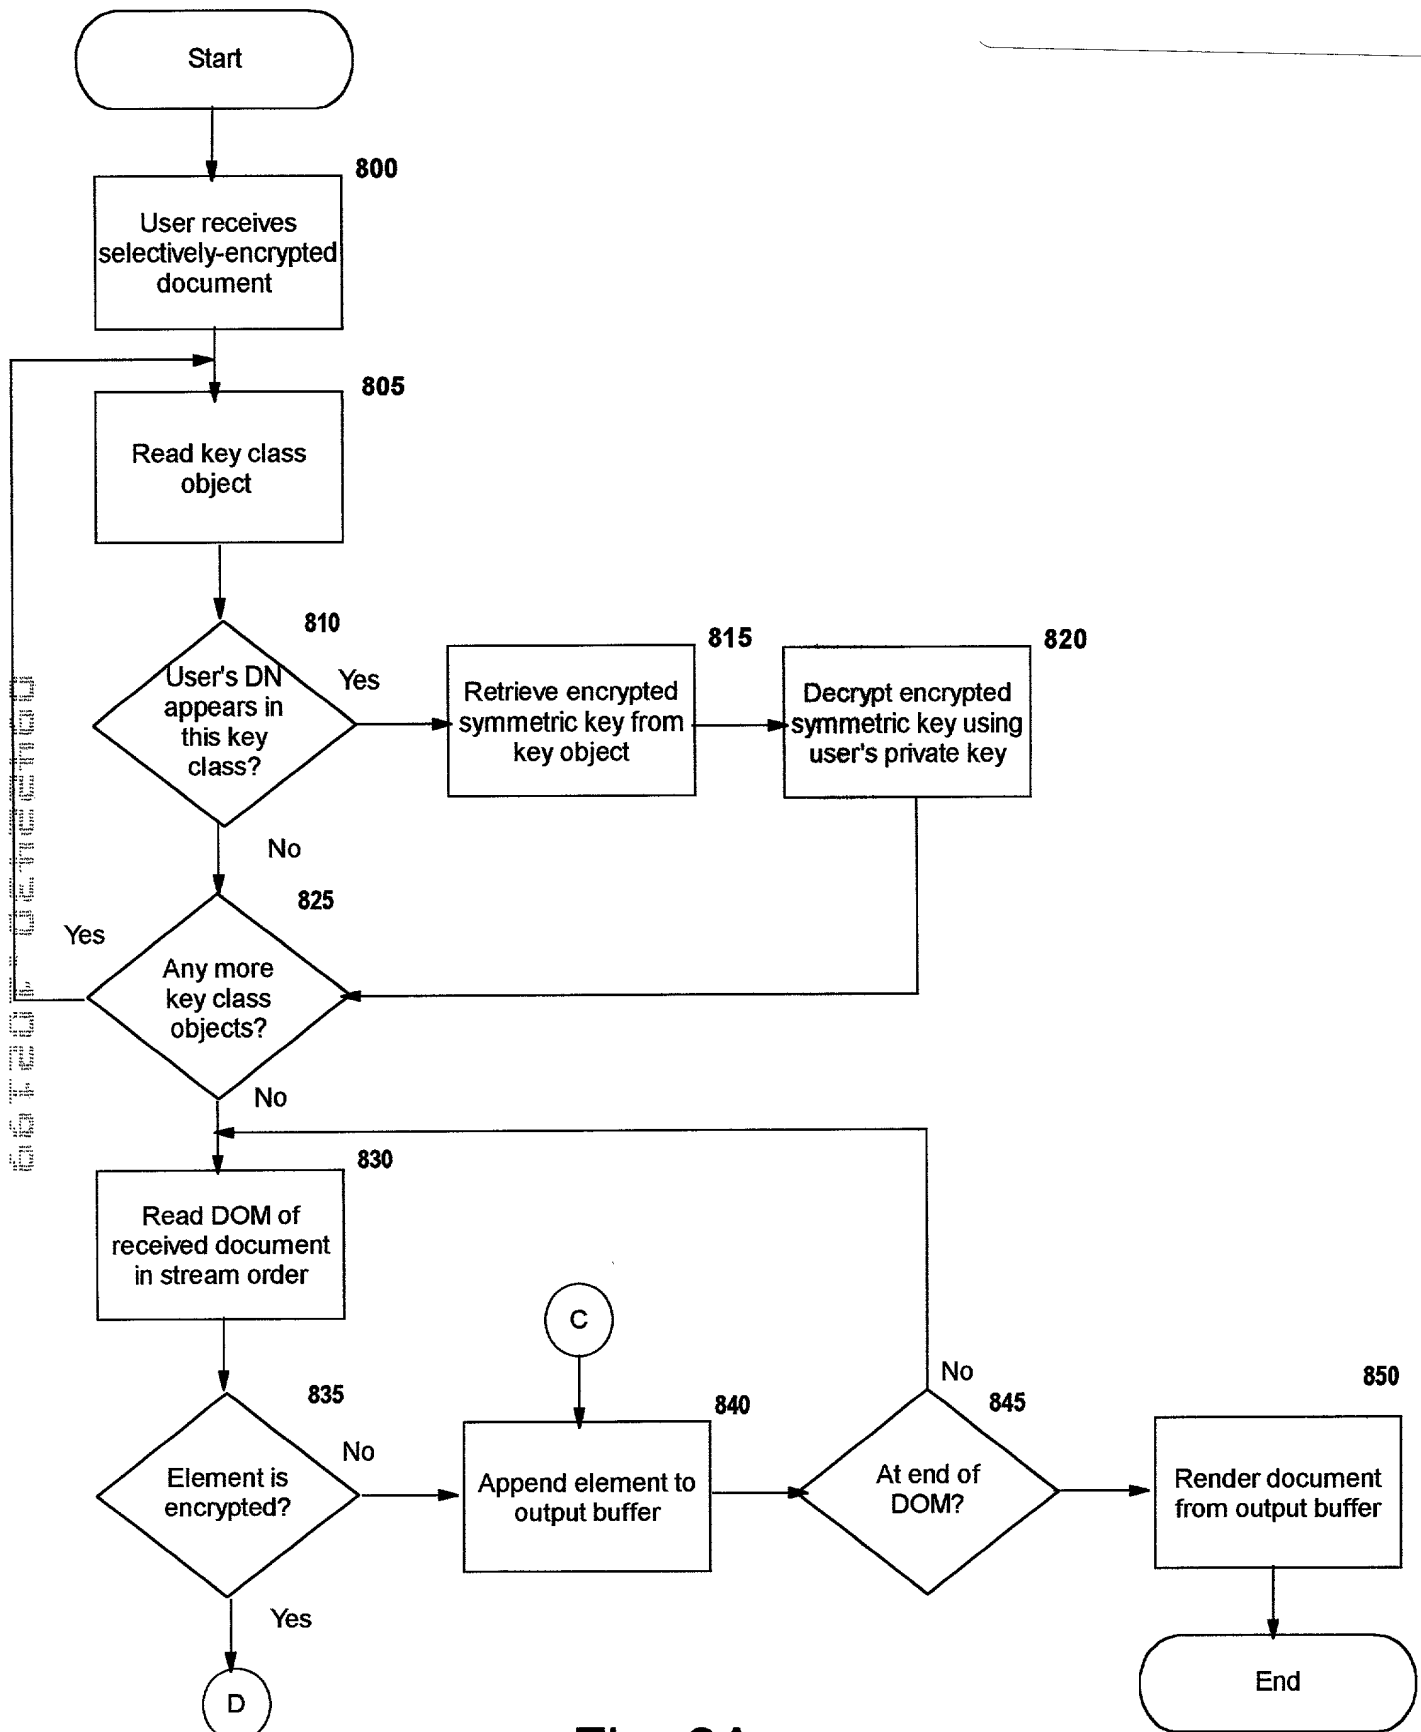 Start
800
User receives
selectively-encrypted
document
805
Read key class
object
810
User's DN
appears in
this key
class?
Yes
815
Retrieve encrypted
symmetric key from
key object
820
Decrypt encrypted
symmetric key using
user's private key
No
825
Yes
Any more
key class
objects?
No
830
Read DOM of
received document
in stream order
C
835
Element is
encrypted?
No
840
Append element to
output buffer
No
845
At end of
DOM?
850
Render document
from output buffer
Yes
D
End